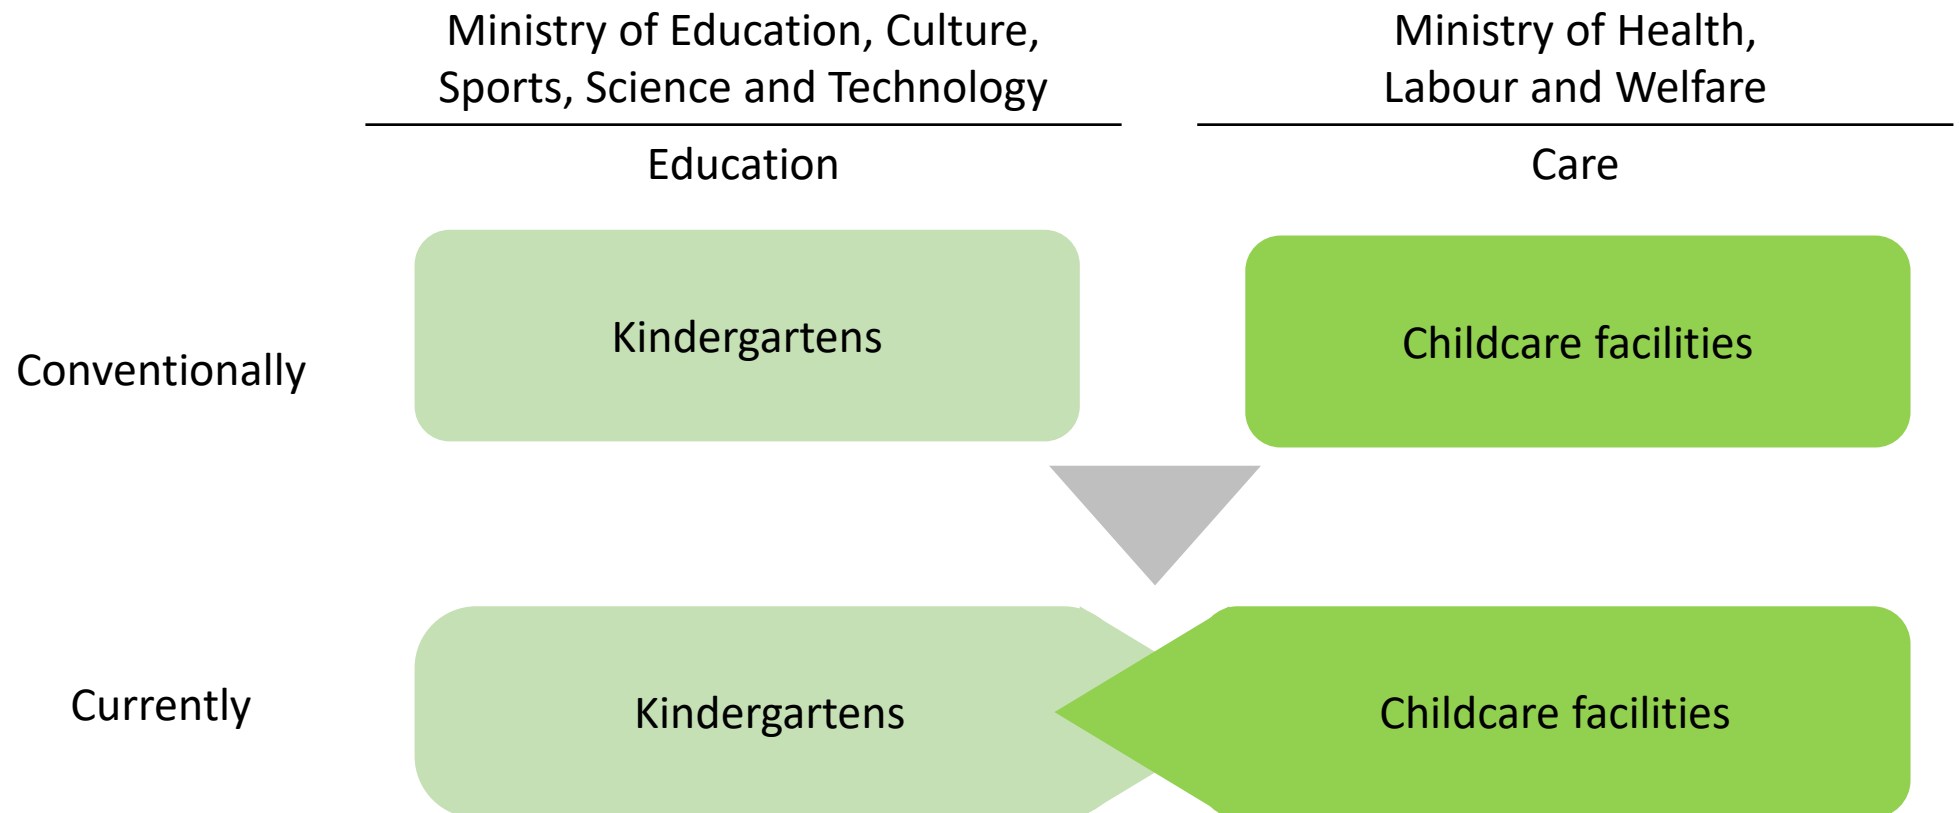 Ministry of Education, Culture,
Sports, Science and Technology
Ministry of Health,
Labour and Welfare
Education
Care
Conventionally
Kindergartens
Childcare facilities
Currently
Kindergartens
Childcare facilities